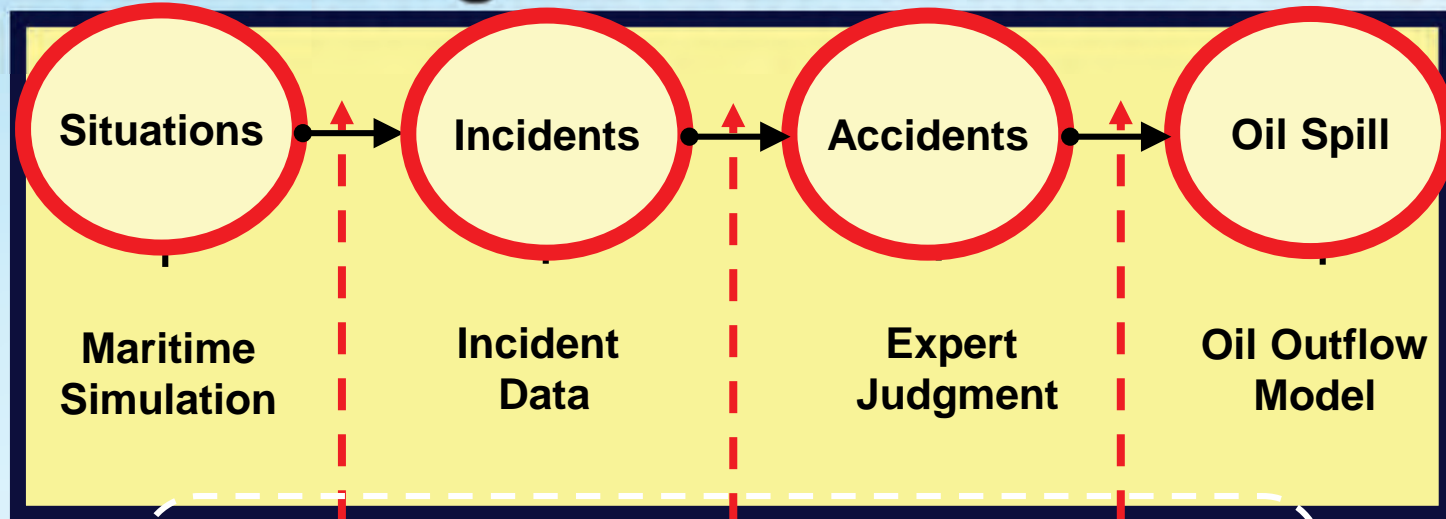 Situations
Incidents
Accidents
Oil Spill
Maritime
Simulation
Incident
Data
Expert
Judgment
Oil Outflow
Model